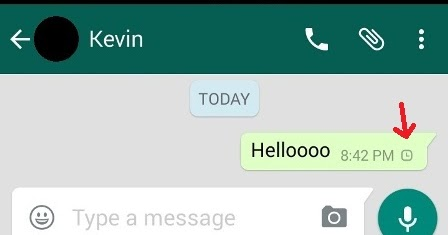 Kevin
TODAY
Helloooo 8:42 PM
Type a message